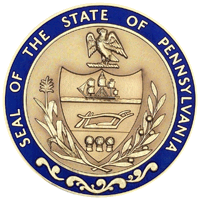 SEAL OF THE STATE OF PENNSYLVANIA